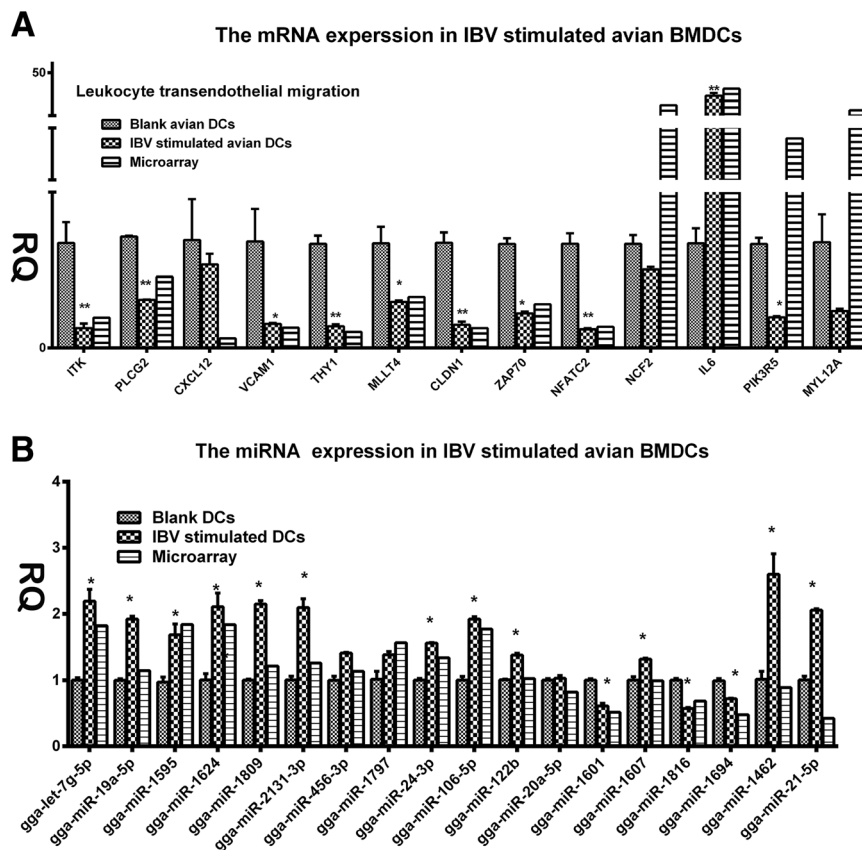 A
The mRNA experssion in IBV stimulated avian BMDCs
50
Leukocyte transendothelial migration
Blank avian DCs
IBV stimulated avian DCs
Microarray
RQ
0
** ** * ** * ** * ** ** *
ITK PLCG2 CXCL12 VCAM1 THY1 MLLT4 CLDN1 ZAP70 NFATC2 NCF2 IL6 PIK3R5 MYL12A
B
The miRNA expression in IBV stimulated avian BMDCs
4
Blank DCs
IBV stimulated DCs
Microarray
3
RQ
2
1
0
* * * * * * * * * * * * * * *
gga-let-7g-5p gga-miR-19a-5p gga-miR-1595 gga-miR-1624 gga-miR-1809 gga-miR-2131-3p gga-miR-456-3p gga-miR-1797 gga-miR-24-3p gga-miR-106-5p gga-miR-122b gga-miR-20a-5p gga-miR-1601 gga-miR-1607 gga-miR-1816 gga-miR-1694 gga-miR-1462 gga-miR-21-5p